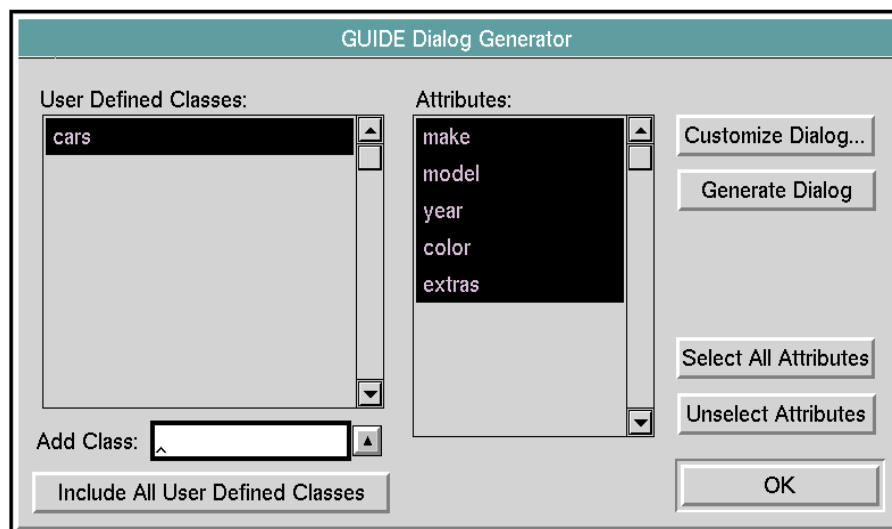 GUIDE Dialog Generator
User Defined Classes:
cars
Attributes:
make
model
year
color
extras
Customize Dialog...
Generate Dialog
Select All Attributes
Unselect Attributes
Add Class:
Include All User Defined Classes
OK